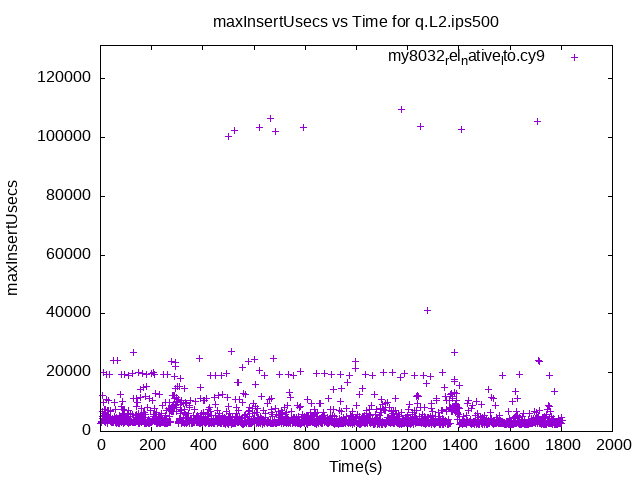 maxInsertUsecs vs Time for q.L2.ips500
my8032relnativelto.cy9
120000
100000
80000
60000
40000
20000
0
maxInsertUsecs
0 200 400 600 800 1000 1200 1400 1600 1800 2000
Time(s)